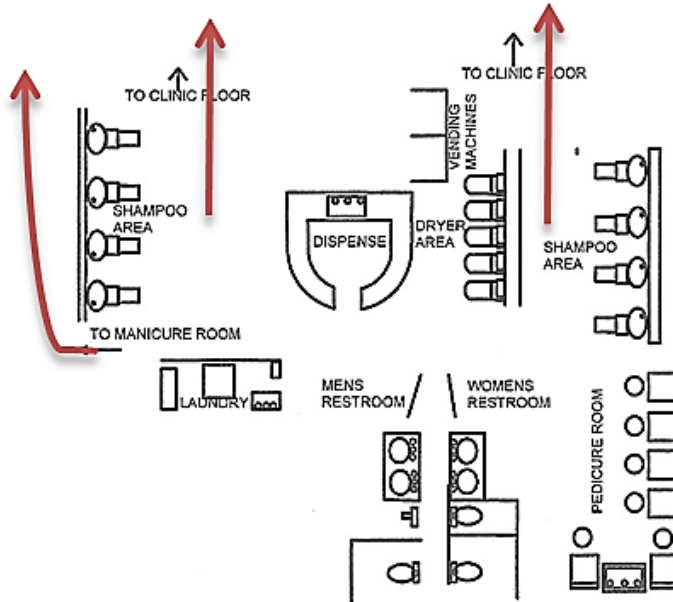 TO CLINIC FLOOR
TO CLINIC FLOOR
VENDING
MACHINES
SHAMPOO
AREA
DISPENSE
DRYER
AREA
SHAMPOO
AREA
TO MANICURE ROOM
LAUNDRY
MENS
RESTROOM
WOMENS
RESTROOM
PEDICURE ROOM